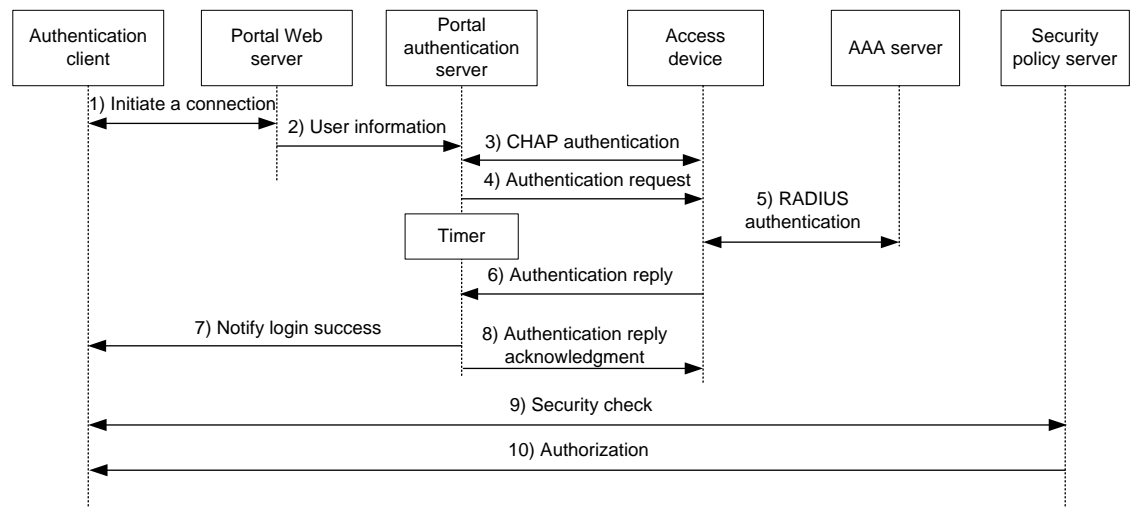 Authentication
client
Portal Web
server
Portal
authentication
server
Access
device
AAA server
Security
policy server
1) Initiate a connection
2) User information
3) CHAP authentication
4) Authentication request
5) RADIUS
authentication
Timer
6) Authentication reply
7) Notify login success
8) Authentication reply
acknowledgment
9) Security check
10) Authorization